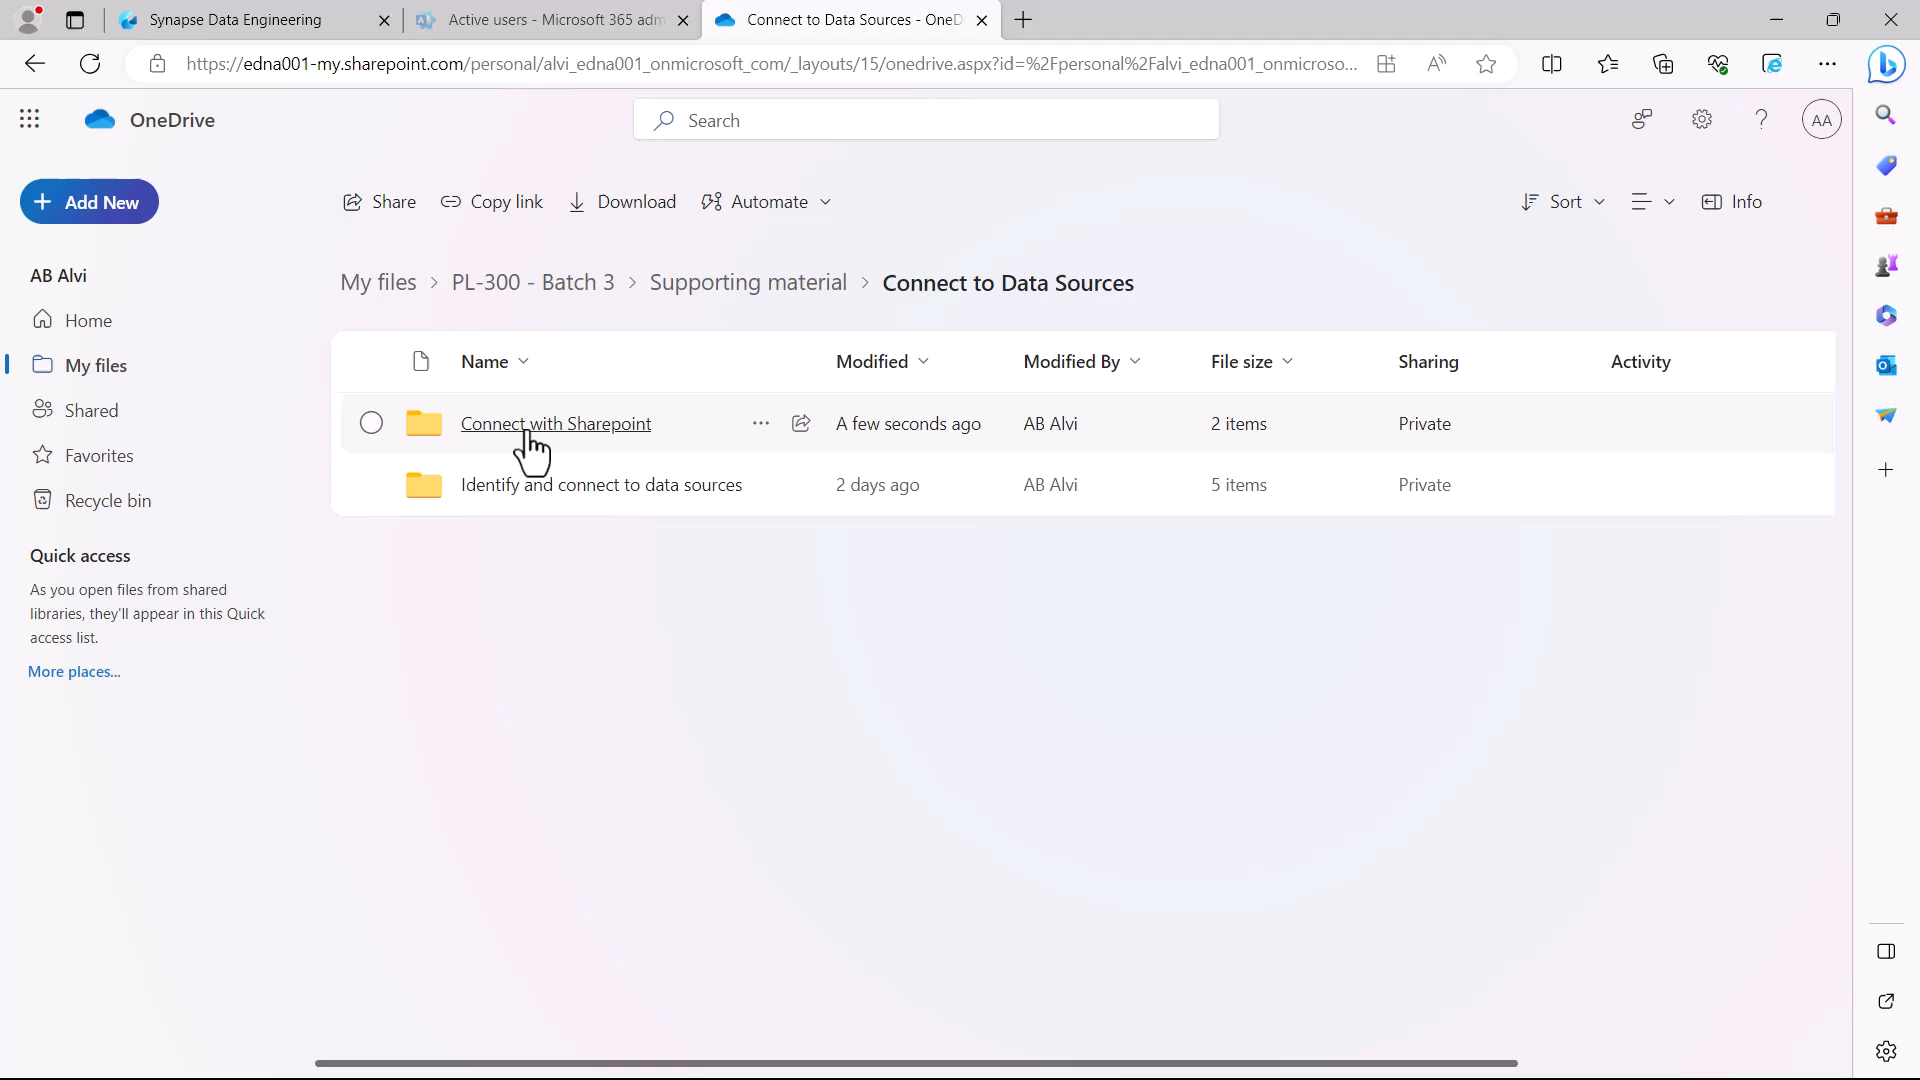 Synapse Data Engineering
Active users - Microsoft 365 adm
Connect to Data Sources - OneD
https://edna001-my.sharepoint.com/personal/alvi_edna001_onmicrosoft_com/_layouts/15/onedrive.aspx?id=%2Fpersonal%2Falvi_edna001_onmicroso...
OneDrive
Search
AA
Add New
Share
Copy link
Download
Automate
Sort
Info
AB Alvi
Home
My files
Shared
Favorites
Recycle bin
Quick access
As you open files from shared
libraries, they'll appear in this Quick
access list.
More places...
My files > PL-300 - Batch 3 > Supporting material > Connect to Data Sources
Name Modified Modified By File size Sharing Activity
Connect with Sharepoint A few seconds ago AB Alvi 2 items Private
Identify and connect to data sources 2 days ago AB Alvi 5 items Private